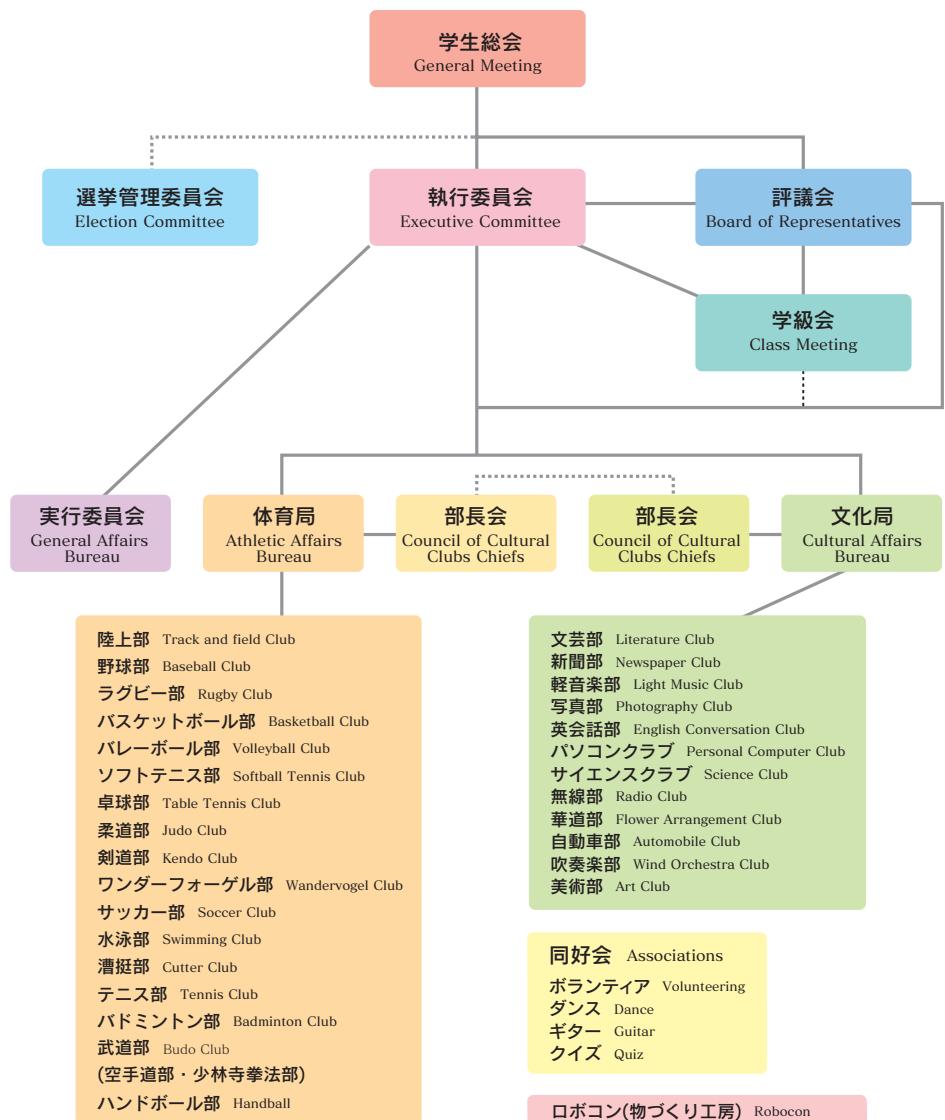 学生総会
General Meeting
選挙管理委員会
Election Committee
執行委員会
Executive Committee
評議会
Board of Representatives
学級会
Class Meeting
実行委員会
General Affairs
Bureau
体育局
Athletic Affairs
Bureau
部長会
Council of Cultural
Clubs Chiefs
部長会
Council of Cultural
Clubs Chiefs
文化局
Cultural Affairs
Bureau
陸上部 Track and field Club
野球部 Baseball Club
ラグビー部 Rugby Club
バスケットボール部 Basketball Club
バレーボール部 Volleyball Club
ソフトテニス部 Softball Tennis Club
卓球部 Table Tennis Club
柔道部 Judo Club
剣道部 Kendo Club
ワンダーフォーゲル部 Wandervogel Club
サッカー部 Soccer Club
水泳部 Swimming Club
漕挺部 Cutter Club
テニス部 Tennis Club
バドミントン部 Badminton Club
武道部 Budo Club
(空手道部・少林寺拳法部)
ハンドボール部 Handball
文芸部 Literature Club
新聞部 Newspaper Club
軽音楽部 Light Music Club
写真部 Photography Club
英会話部 English Conversation Club
パソコンクラブ Personal Computer Club
サイエンスクラブ Science Club
無線部 Radio Club
華道部 Flower Arrangement Club
自動車部 Automobile Club
吹奏楽部 Wind Orchestra Club
美術部 Art Club
同好会 Associations
ボランティア Volunteering
ダンス Dance
ギター Guitar
クイズ Quiz
ロボコン(物づくり工房) Robocon